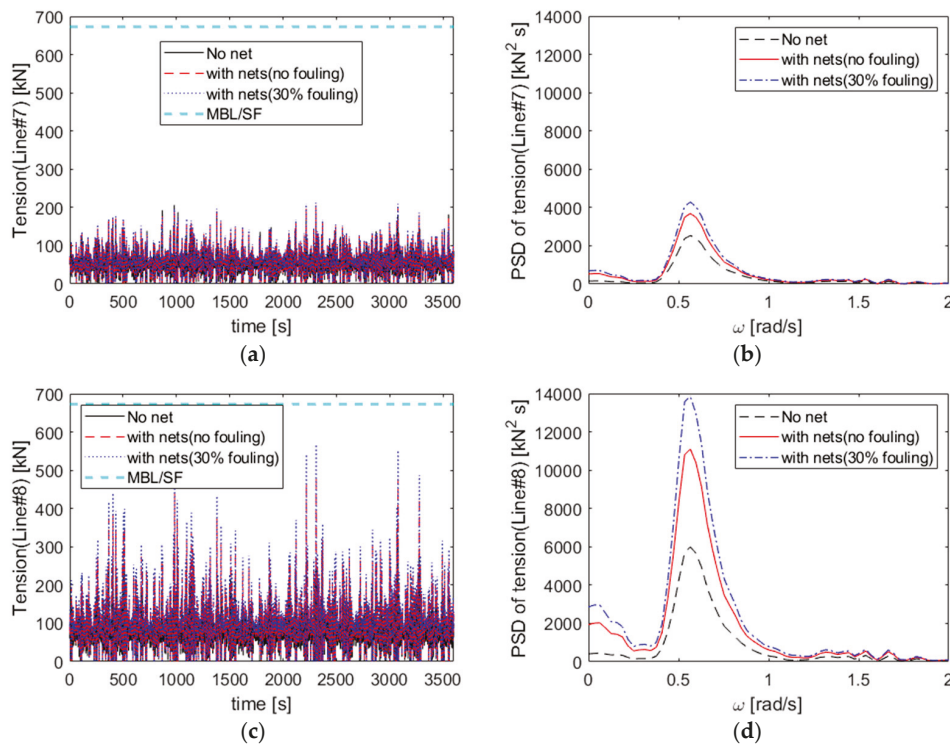 700
600
500
400
300
200
100
0
Tension(Line#7) [kN]
No net
with nets(no fouling)
with nets(30% fouling)
MBL/SF
0 500 1000 1500 2000 2500 3000 3500
time [s]
(a)
14000
12000
10000
8000
6000
4000
2000
0
PSD of tension(Line#7) [kN² s]
No net
with nets(no fouling)
with nets(30% fouling)
0 0.5 1 1.5 2
ω [rad/s]
(b)
700
600
500
400
300
200
100
0
Tension(Line#8) [kN]
No net
with nets(no fouling)
with nets(30% fouling)
MBL/SF
0 500 1000 1500 2000 2500 3000 3500
time [s]
(c)
14000
12000
10000
8000
6000
4000
2000
0
PSD of tension(Line#8) [kN² s]
No net
with nets(no fouling)
with nets(30% fouling)
0 0.5 1 1.5 2
ω [rad/s]
(d)